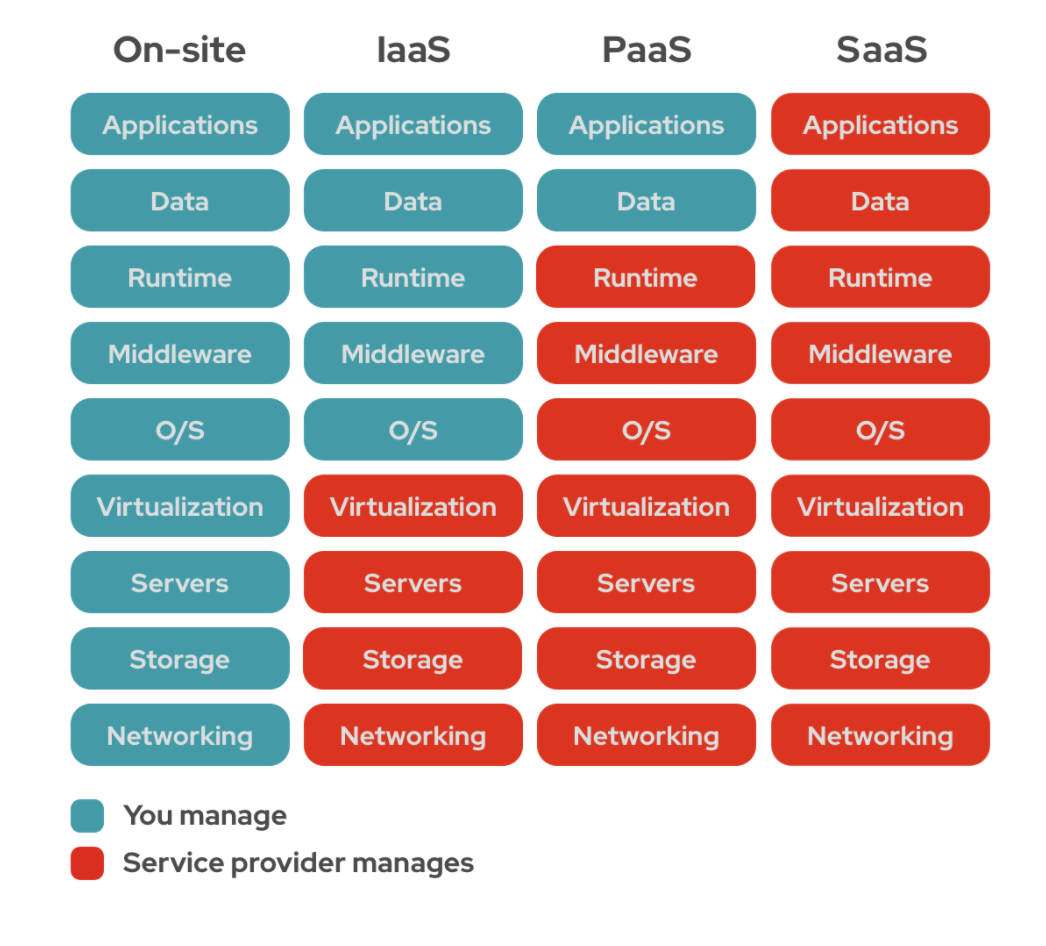 On-site IaaS PaaS SaaS
Applications Applications Applications Applications
Data Data Data Data
Runtime Runtime Runtime Runtime
Middleware Middleware Middleware Middleware
O/S O/S O/S O/S
Virtualization Virtualization Virtualization Virtualization
Servers Servers Servers Servers
Storage Storage Storage Storage
Networking Networking Networking Networking
You manage
Service provider manages